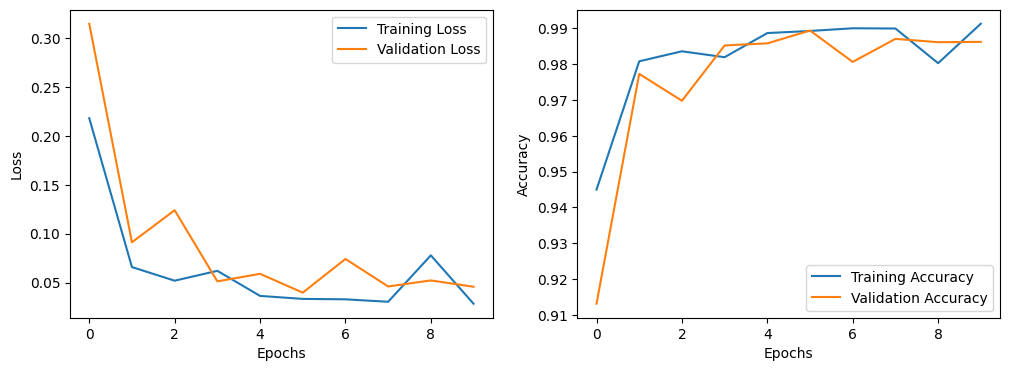 0.30
0.25
0.20
0.15
0.10
0.05
Loss
0 2 4 6 8
Epochs
Training Loss
Validation Loss
0.99
0.98
0.97
0.96
0.95
0.94
0.93
0.92
0.91
Accuracy
0 2 4 6 8
Epochs
Training Accuracy
Validation Accuracy